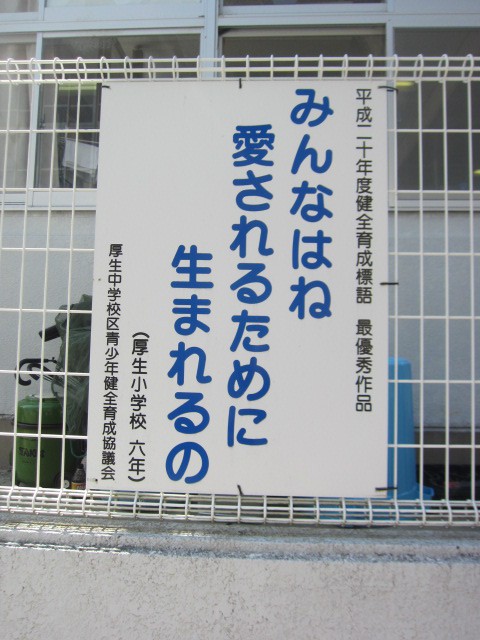 平成二十年度健全育成標語　最優秀作品
みんなはね
愛されるために
生まれるの
（厚生小学校　六年）
厚生中学校区青少年健全育成協議会